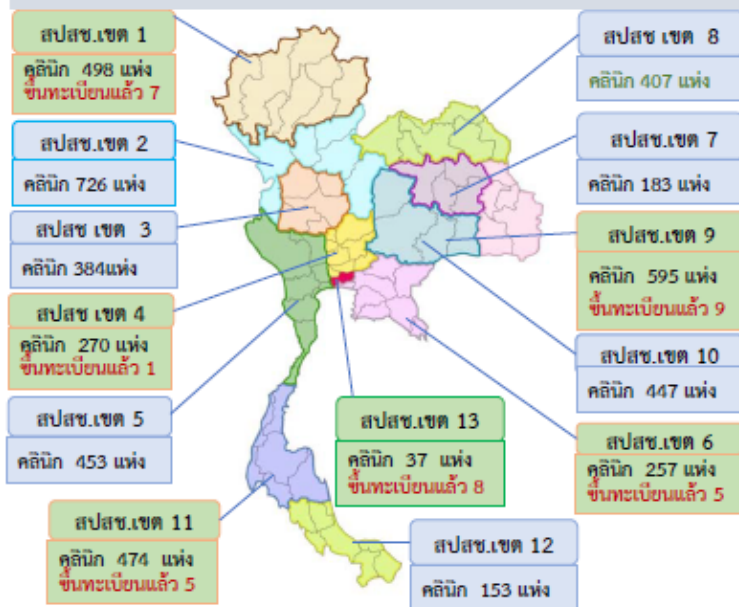 สปสช.เขต 1
คลินิก 498 แห่ง
ขึ้นทะเบียนแล้ว 7
สปสช.เขต 2
คลินิก 726 แห่ง
สปสช เขต 3
คลินิก 384แห่ง
สปสช เขต 4
คลินิก 270 แห่ง
ขึ้นทะเบียนแล้ว 1
สปสช.เขต 5
คลินิก 453 แห่ง
สปสช.เขต 11
คลินิก 474 แห่ง
ขึ้นทะเบียนแล้ว 5
สปสช.เขต 13
คลินิก 37 แห่ง
ขึ้นทะเบียนแล้ว 8
สปสช เขต 8
คลินิก 407 แห่ง
สปสช.เขต 7
คลินิก 183 แห่ง
สปสช.เขต 9
คลินิก 595 แห่ง
ขึ้นทะเบียนแล้ว 9
สปสช.เขต 10
คลินิก 447 แห่ง
สปสช.เขต 6
คลินิก 257 แห่ง
ขึ้นทะเบียนแล้ว 5
สปสช.เขต 12
คลินิก 153 แห่ง